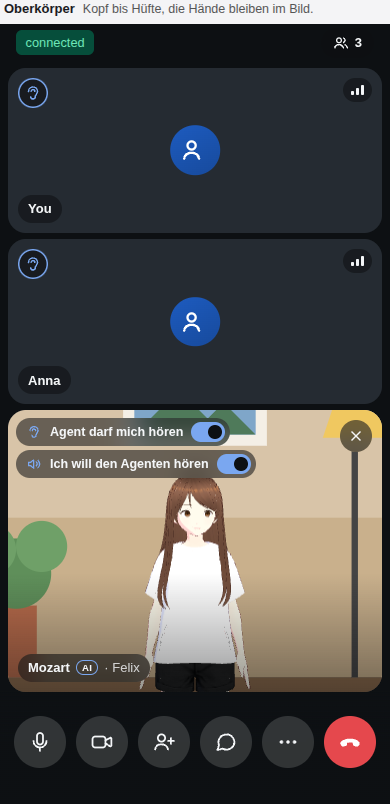 Oberkörper Kopf bis Hüfte, die Hände bleiben im Bild.
connected 3
You
Anna
Agent darf mich hören
Ich will den Agenten hören
Mozart AI · Felix